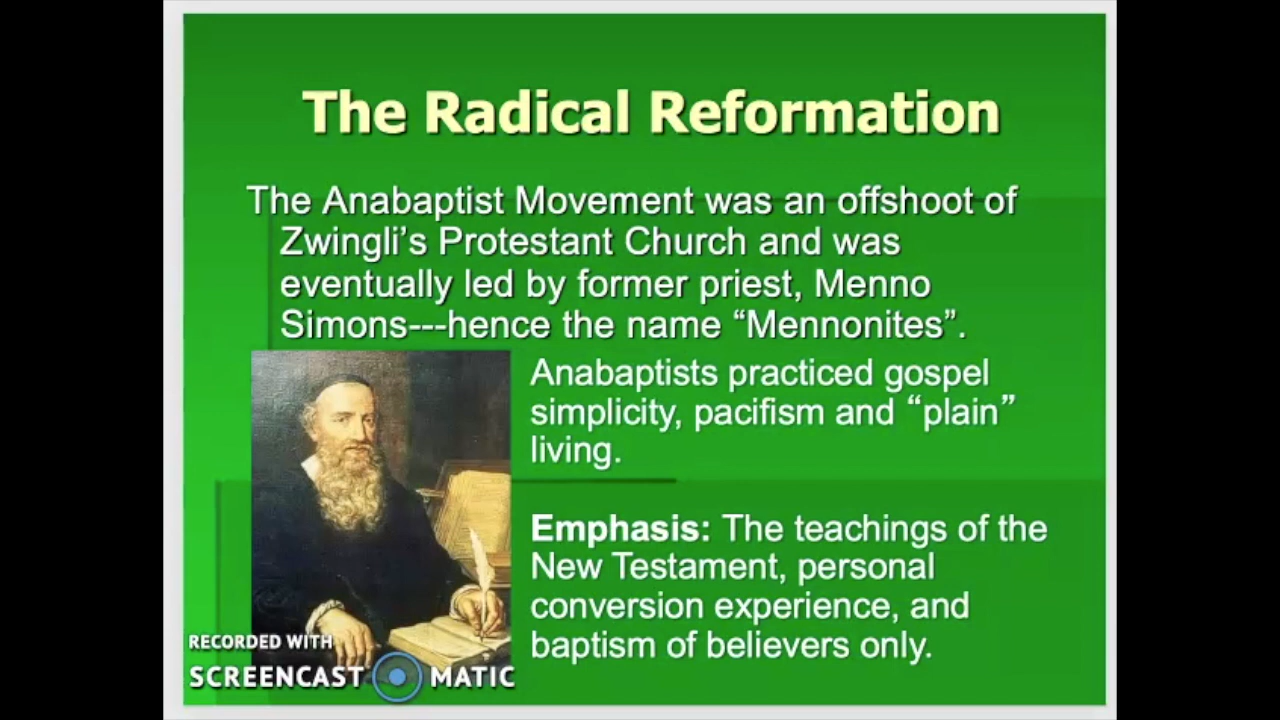 The Radical Reformation
The Anabaptist Movement was an offshoot of
Zwingli’s Protestant Church and was
eventually led by former priest, Menno
Simons---hence the name “Mennonites”.
Anabaptists practiced gospel
simplicity, pacifism and “plain”
living.
Emphasis: The teachings of the
New Testament, personal
conversion experience, and
baptism of believers only.
RECORDED WITH
SCREENCAST MATIC